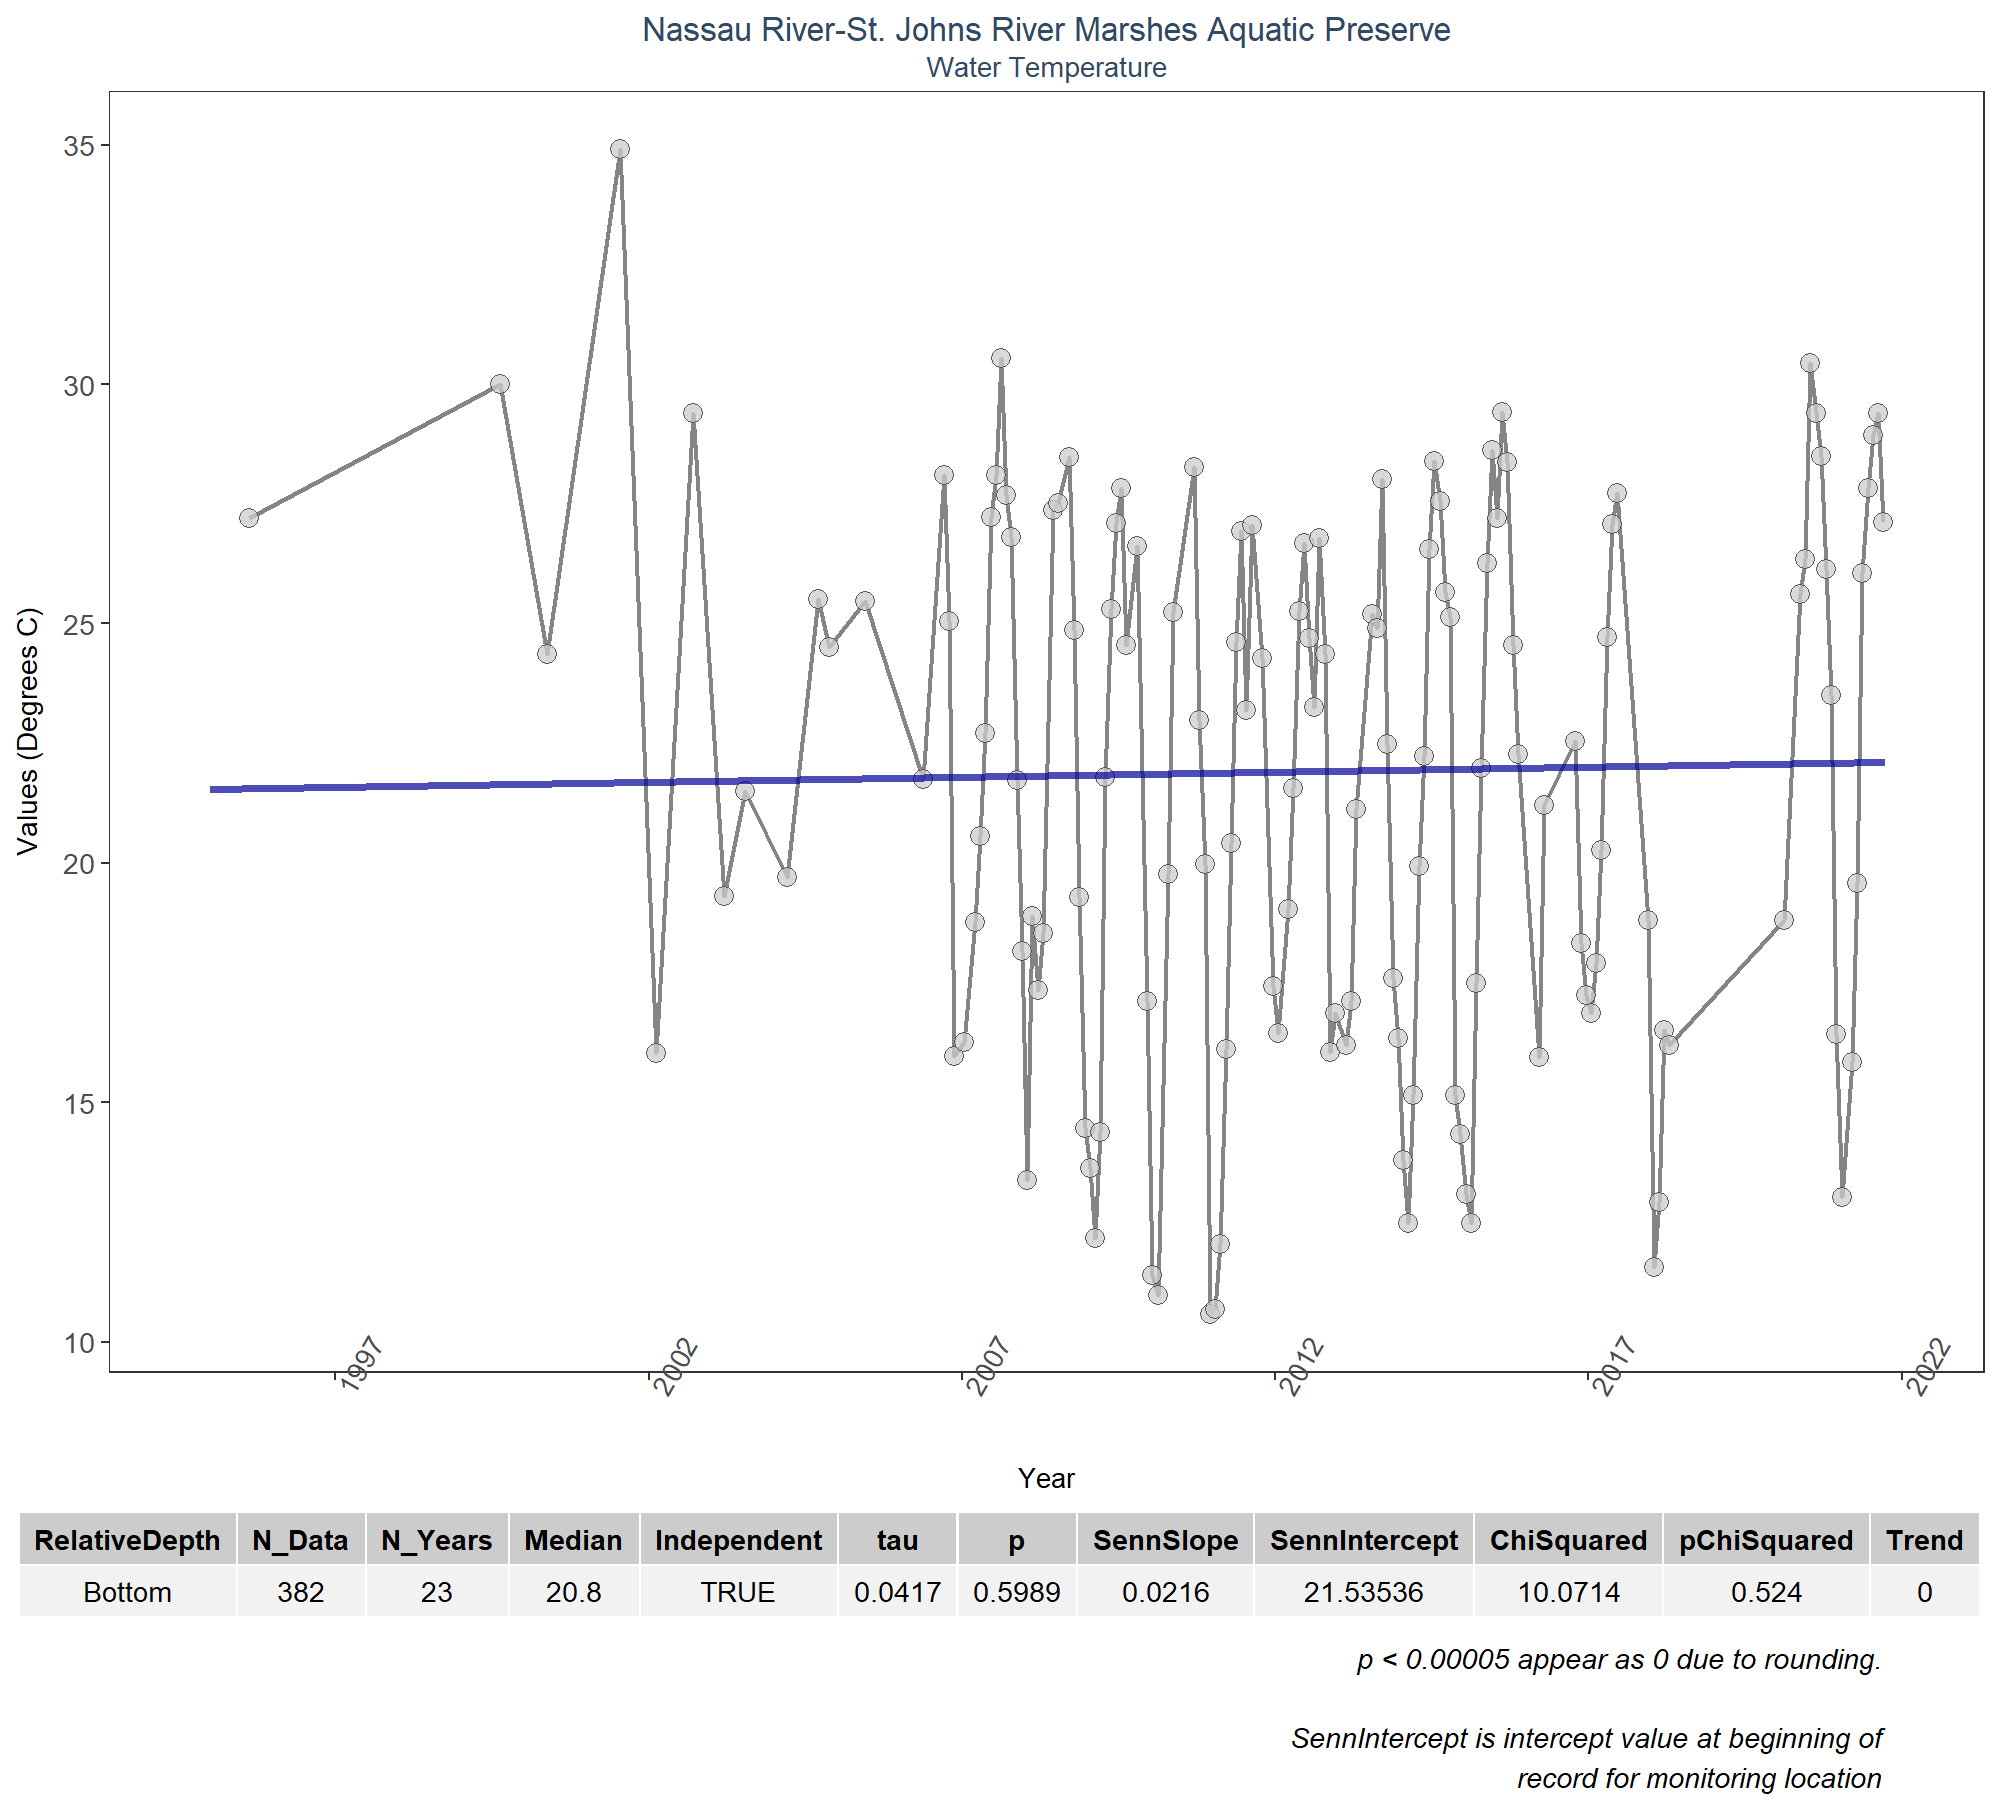 Nassau River-St. Johns River Marshes Aquatic Preserve
Water Temperature
Values (Degrees C)
35
30
25
20
15
10
1997 2002 2007 2012 2017 2022
Year
RelativeDepth N_Data N_Years Median Independent tau p SennSlope SennIntercept ChiSquared pChiSquared Trend
Bottom 382 23 20.8 TRUE 0.0417 0.5989 0.0216 21.53536 10.0714 0.524 0
p < 0.00005 appear as 0 due to rounding.
SennIntercept is intercept value at beginning of
record for monitoring location